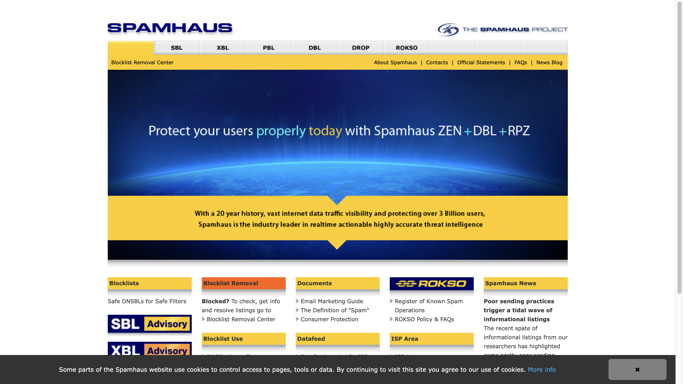 SPAMHAUS
THE SPAMHAUS PROJECT
SBL XBL PBL DBL DROP ROKSO
Blocklist Removal Center
About Spamhaus | Contacts | Official Statements | FAQs | News Blog
Protect your users properly today with Spamhaus ZEN+DBL+RPZ
With a 20 year history, vast internet data traffic visibility and protecting over 3 Billion users,
Spamhaus is the industry leader in realtime actionable highly accurate threat intelligence
Blocklists
Safe DNSBLs for Safe Filters
SBL Advisory
XBL Advisory
Blocklist Removal
Blocked? To check, get info
and resolve listings go to
Blocklist Removal Center
Blocklist Use
Documents
Email Marketing Guide
The Definition of "Spam"
Consumer Protection
Datafeed
ROKSO
Register of Known Spam
Operations
ROKSO Policy & FAQs
ISP Area
Spamhaus News
Poor sending practices
trigger a tidal wave of
informational listings
The recent spate of
informational listings from our
researchers has highlighted
Some parts of the Spamhaus website use cookies to control access to pages, tools or data. By continuing to visit this site you agree to our use of cookies. More info
✖